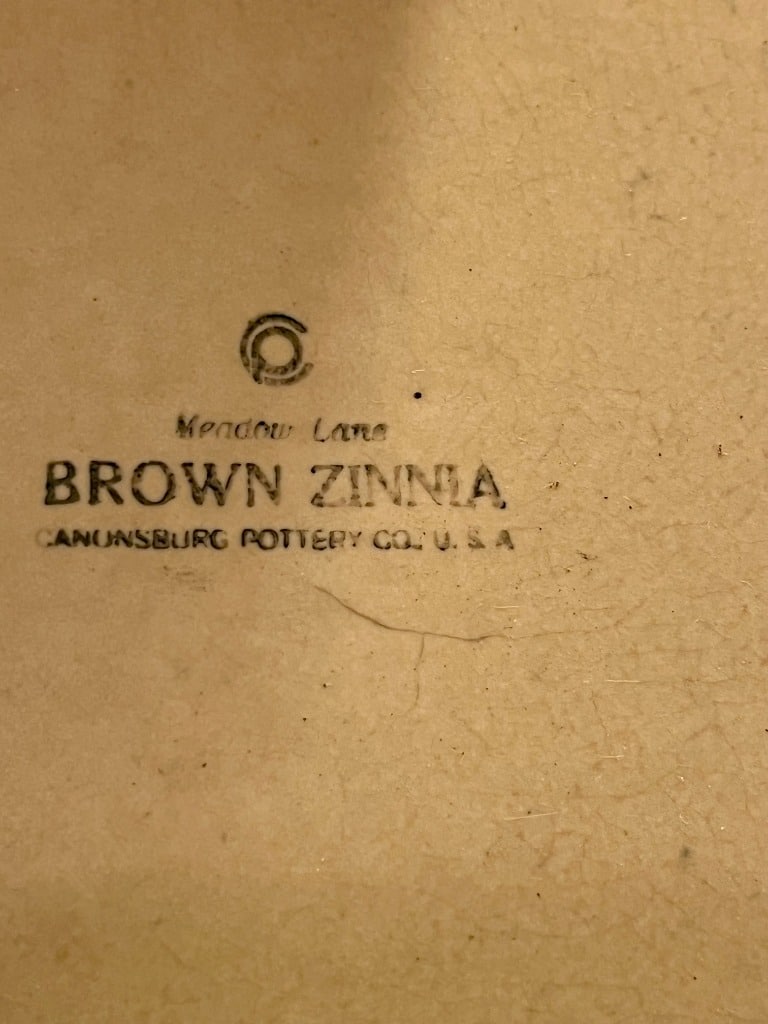 Meadow Lane
BROWN ZINNIA
CANONSBURG POTTERY CO., U. S. A